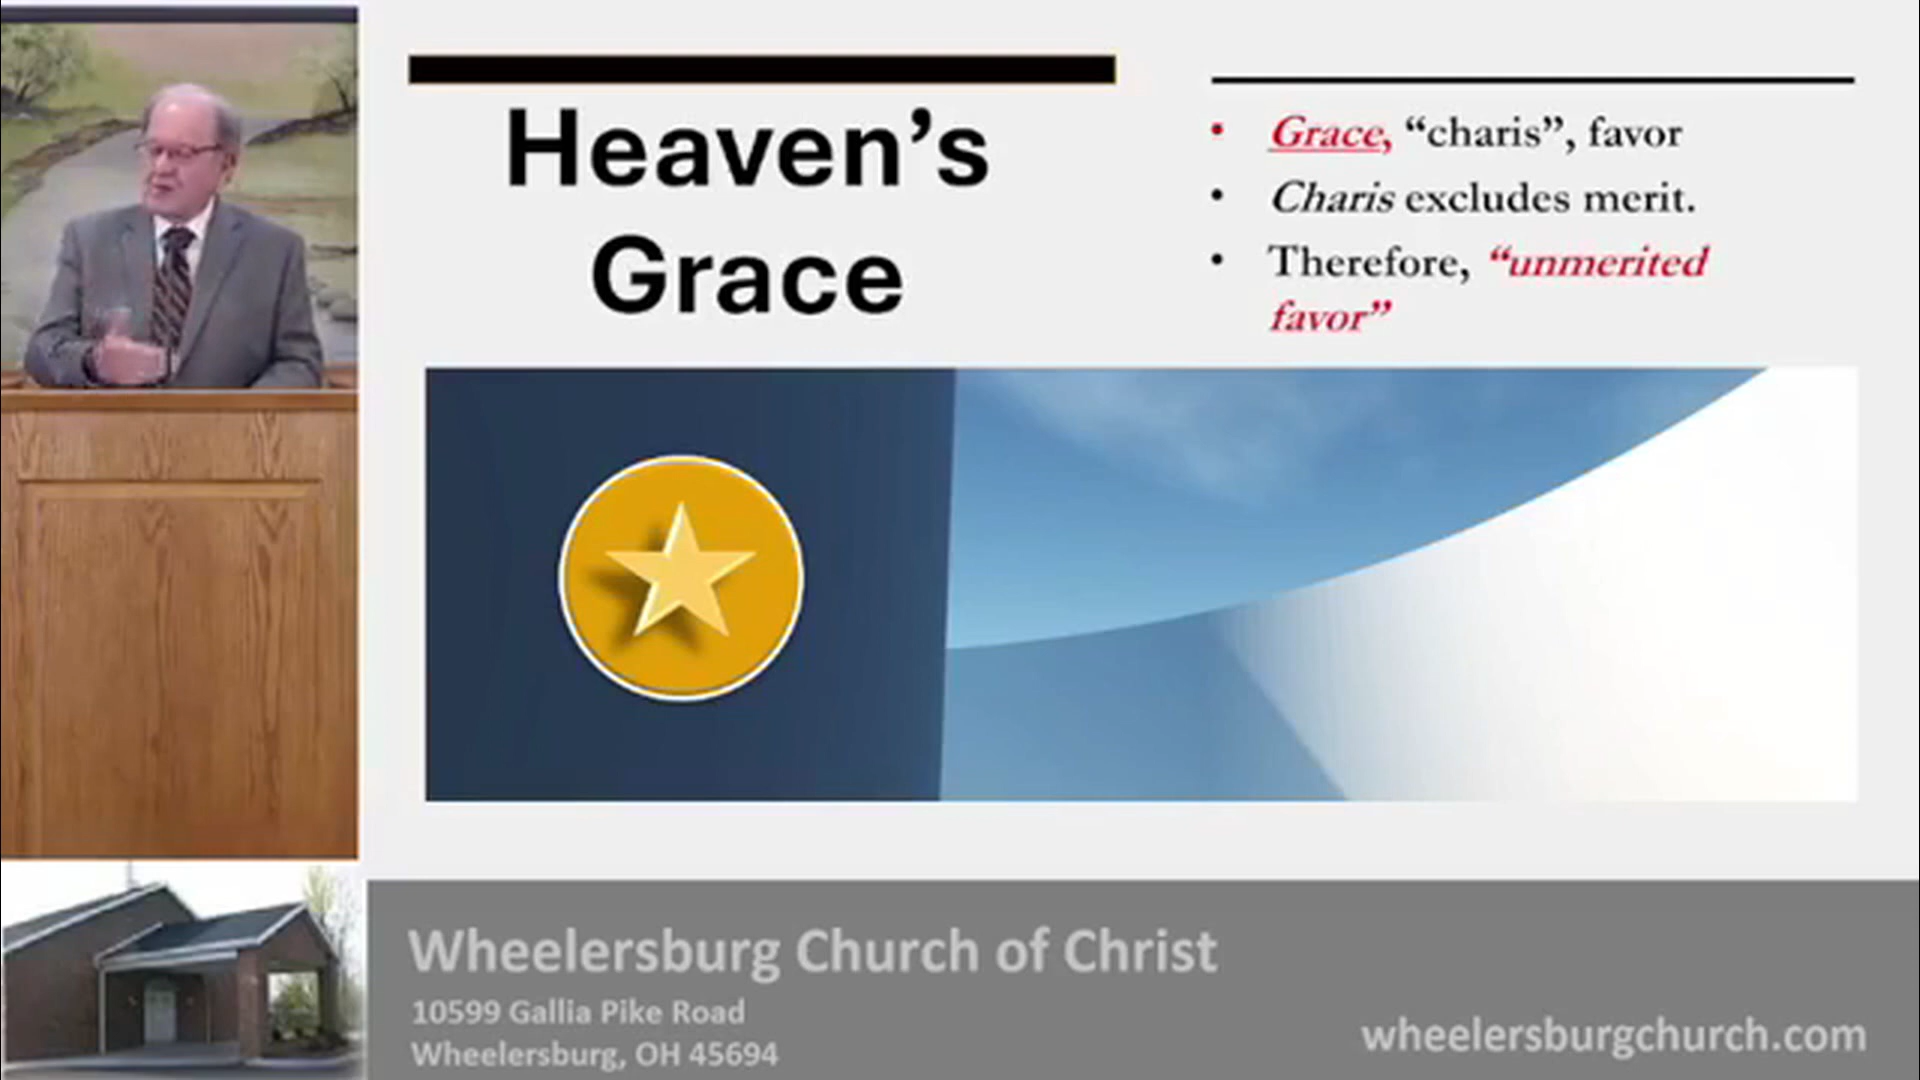 Heaven’s
Grace
• Grace, “charis”, favor
• Charis excludes merit.
• Therefore, “unmerited
favor”
Wheelersburg Church of Christ
10599 Gallia Pike Road
Wheelersburg, OH 45694
wheelersburgchurch.com